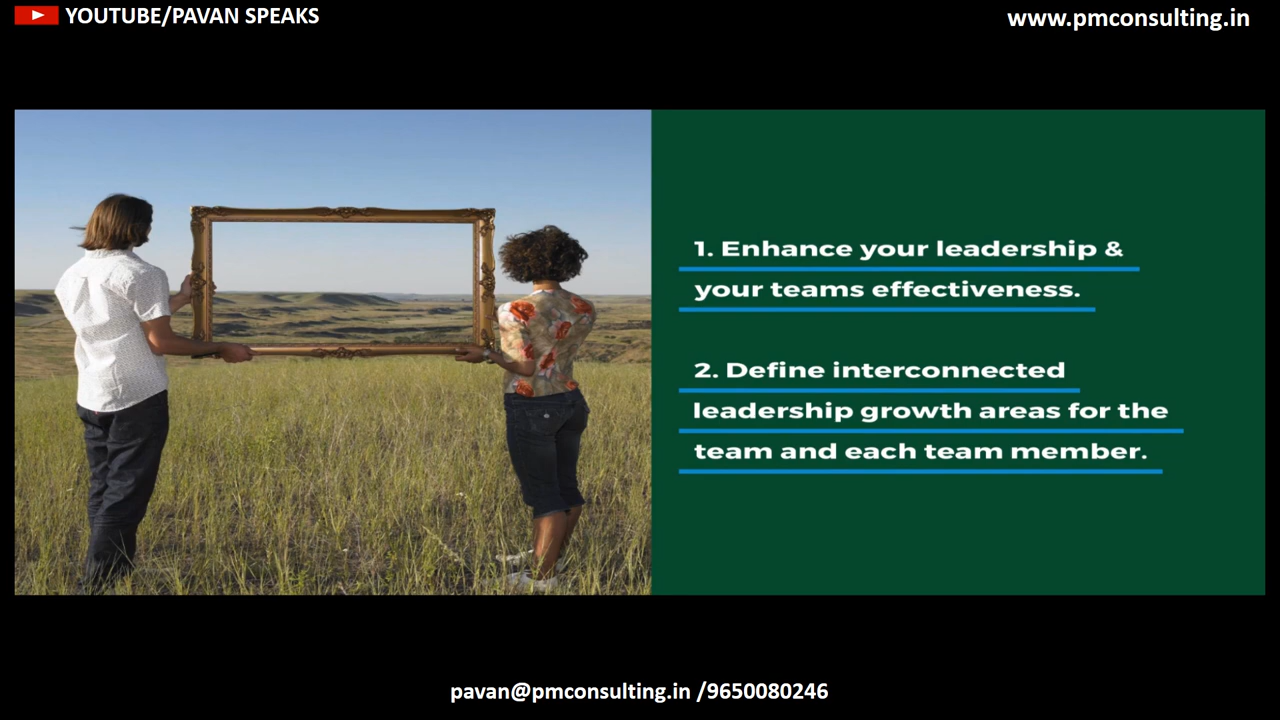 YOUTUBE/PAVAN SPEAKS
www.pmconsulting.in
1. Enhance your leadership &
your teams effectiveness.
2. Define interconnected
leadership growth areas for the
team and each team member.
pavan@pmconsulting.in /9650080246